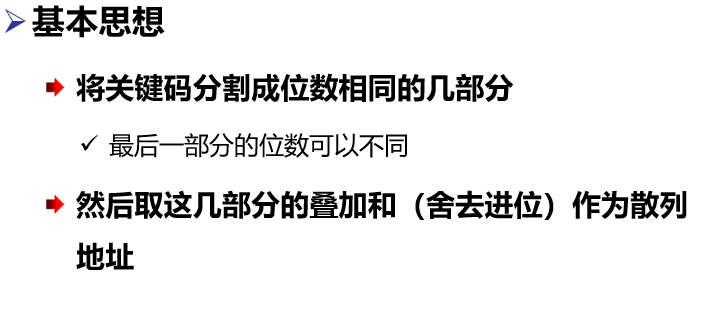 基本思想
将关键码分割成位数相同的几部分
最后一部分的位数可以不同
然后取这几部分的叠加和（舍去进位）作为散列
地址